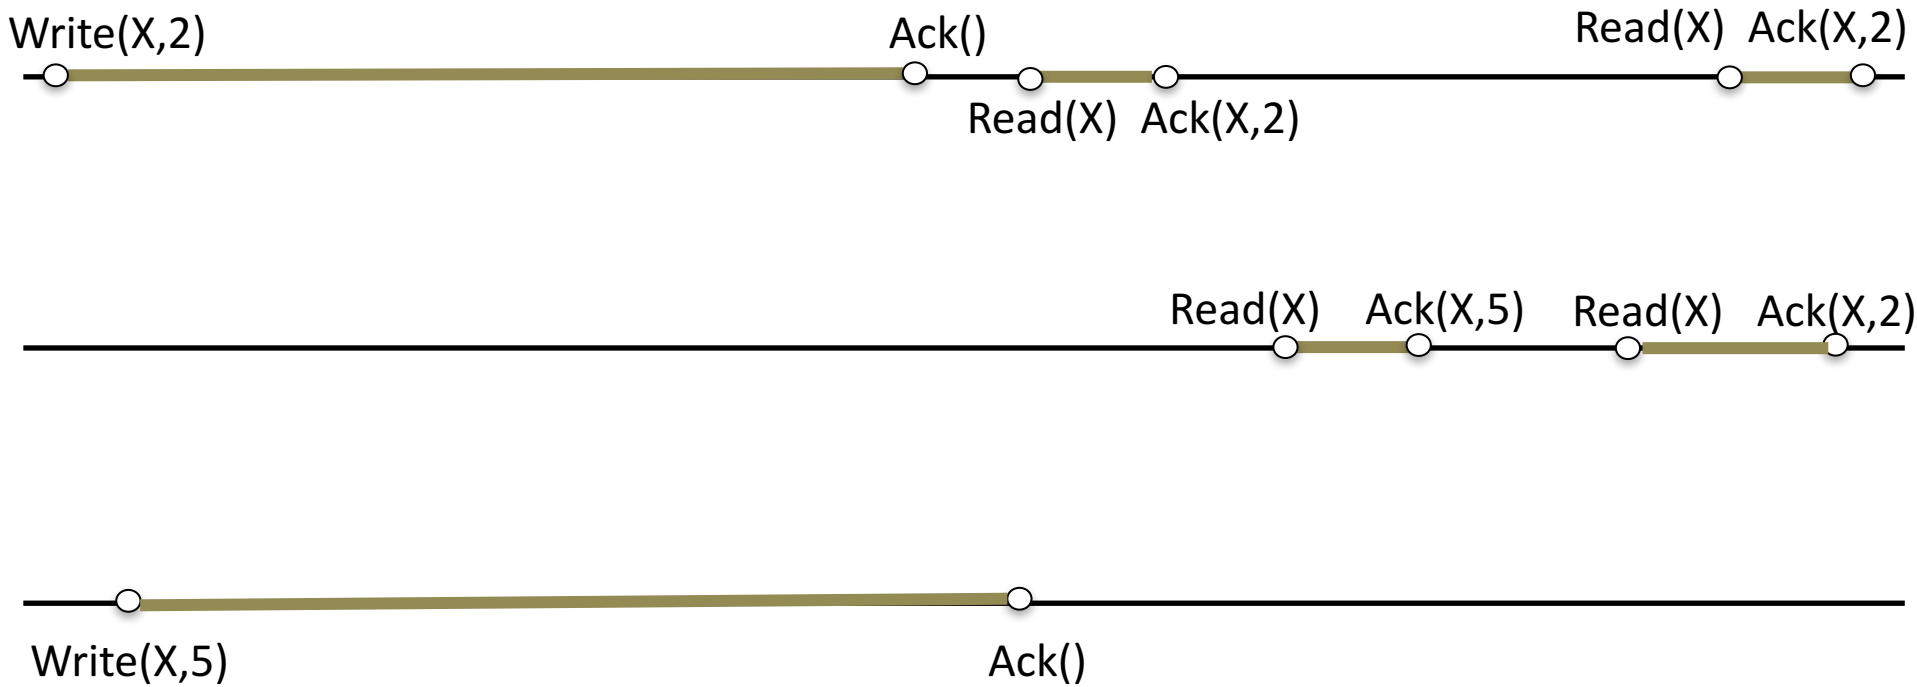 Write(X,2) Ack() Read(X) Ack(X,2)
Read(X) Ack(X,2)
Read(X) Ack(X,5) Read(X) Ack(X,2)
Write(X,5) Ack()